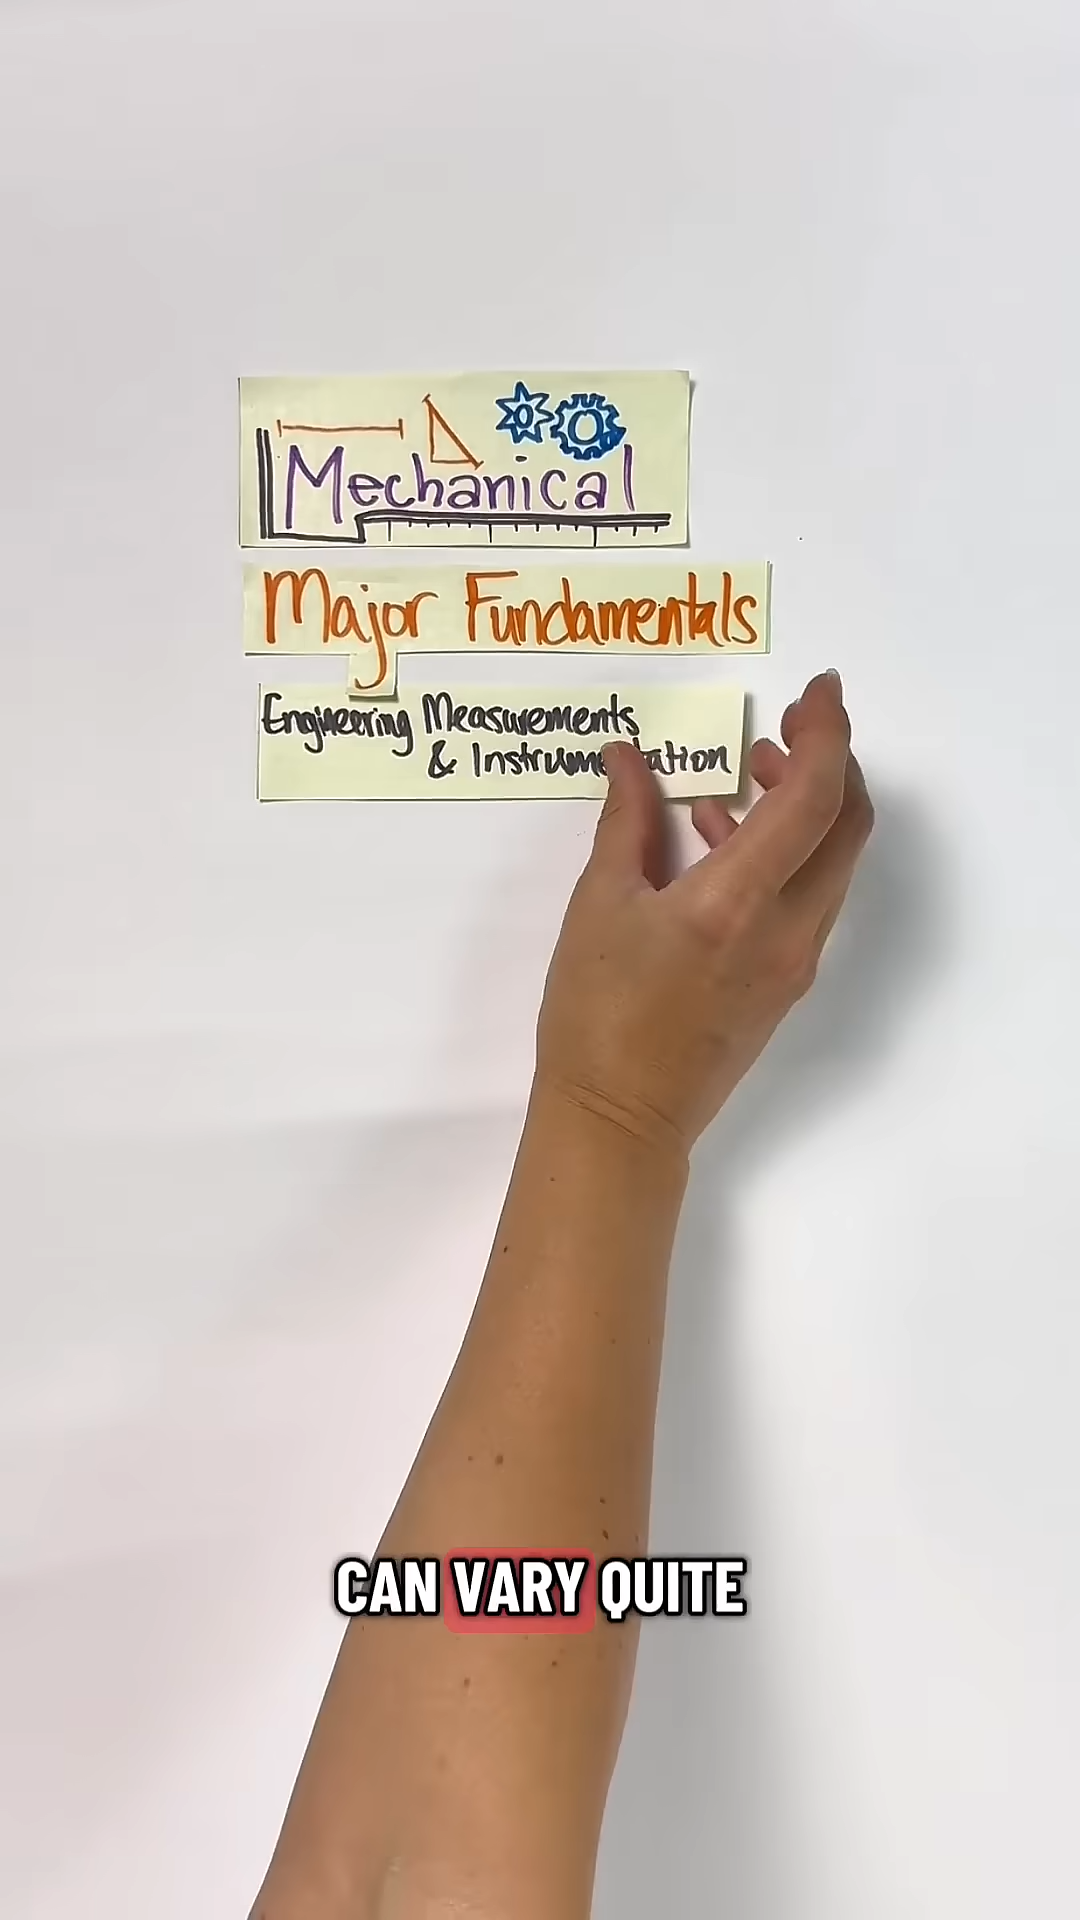 Mechanical
Major Fundamentals
Engineering Measurements
& Instrumentation
CAN VARY QUITE